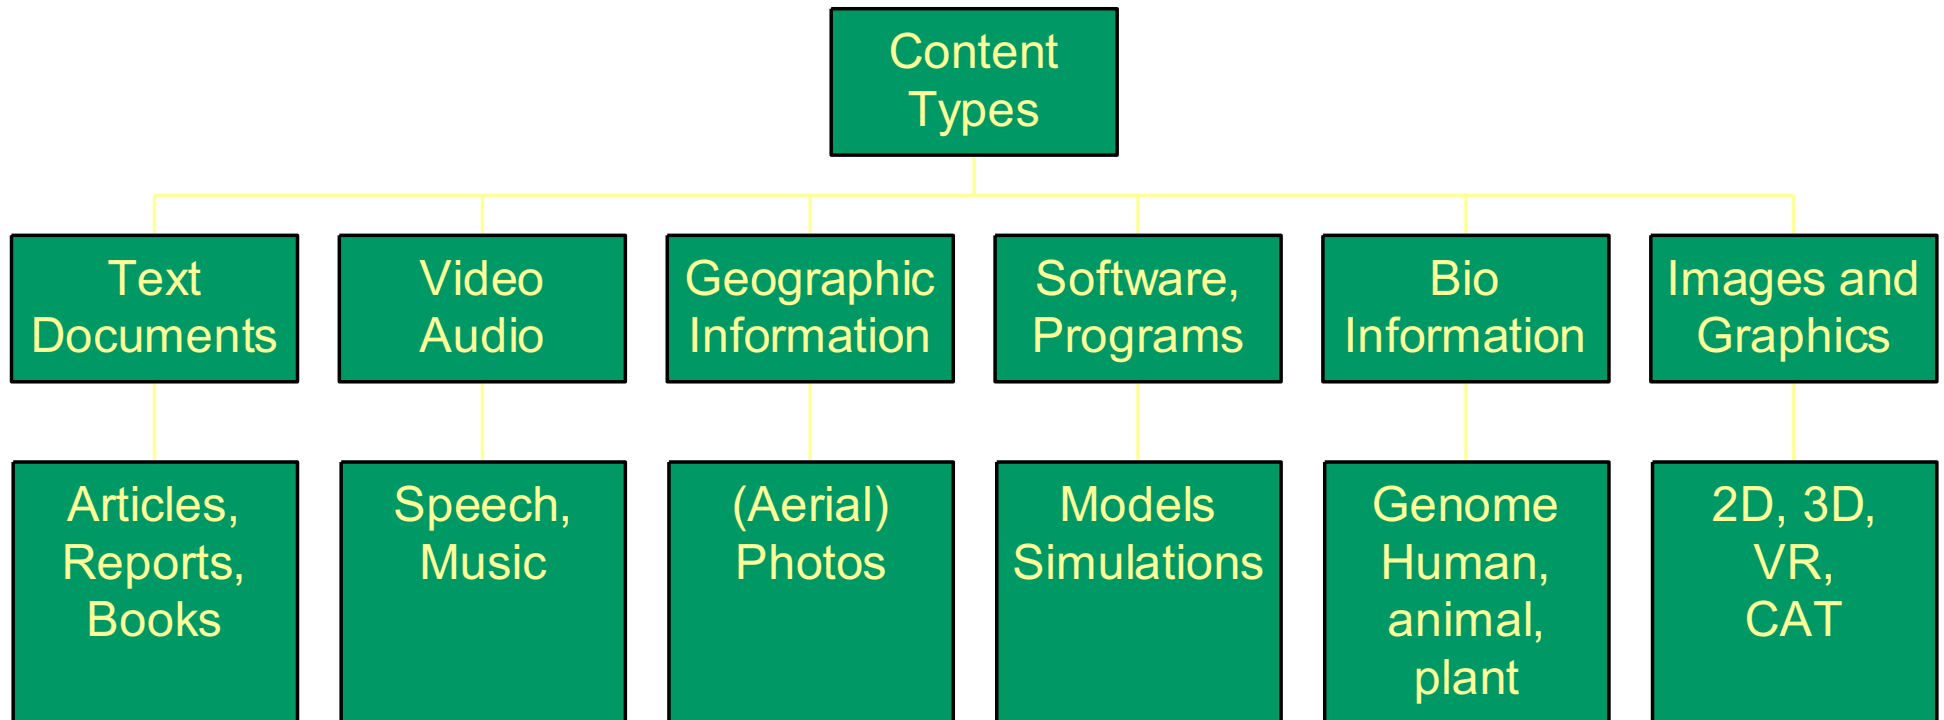 Content
Types
Text
Documents
Video
Audio
Geographic
Information
Software,
Programs
Bio
Information
Images and
Graphics
Articles,
Reports,
Books
Speech,
Music
(Aerial)
Photos
Models
Simulations
Genome
Human,
animal,
plant
2D, 3D,
VR,
CAT